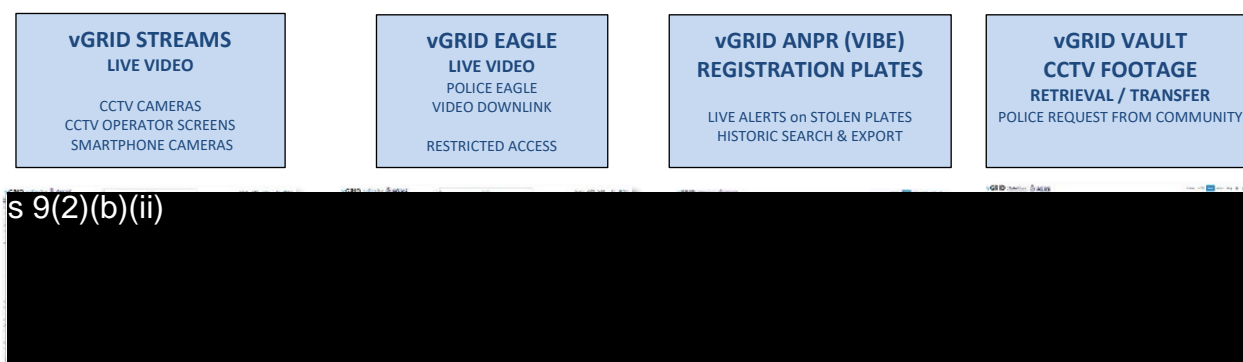 vGRID STREAMS
LIVE VIDEO
CCTV CAMERAS
CCTV OPERATOR SCREENS
SMARTPHONE CAMERAS
vGRID EAGLE
LIVE VIDEO
POLICE EAGLE
VIDEO DOWNLINK
RESTRICTED ACCESS
vGRID ANPR (VIBE)
REGISTRATION PLATES
LIVE ALERTS on STOLEN PLATES
HISTORIC SEARCH & EXPORT
vGRID VAULT
CCTV FOOTAGE
RETRIEVAL / TRANSFER
POLICE REQUEST FROM COMMUNITY
s 9(2)(b)(ii)